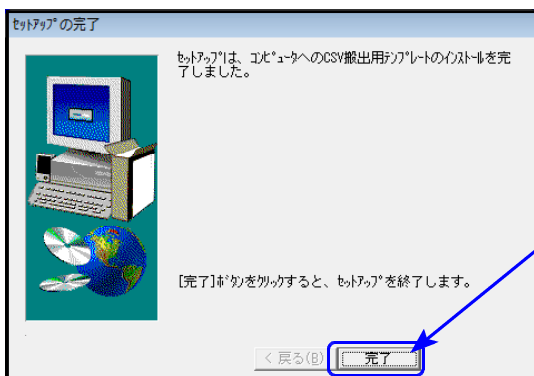 ｾｯﾄｱｯﾌﾟの完了
ｾｯﾄｱｯﾌﾟは、ｺﾝﾋﾟｭｰﾀへのCSV搬出用ﾃﾝﾌﾟﾚｰﾄのｲﾝｽﾄｰﾙを完
了しました。
[完了]ﾎﾞﾀﾝをｸﾘｯｸすると、ｾｯﾄｱｯﾌﾟを終了します。
< 戻る(B)
完了